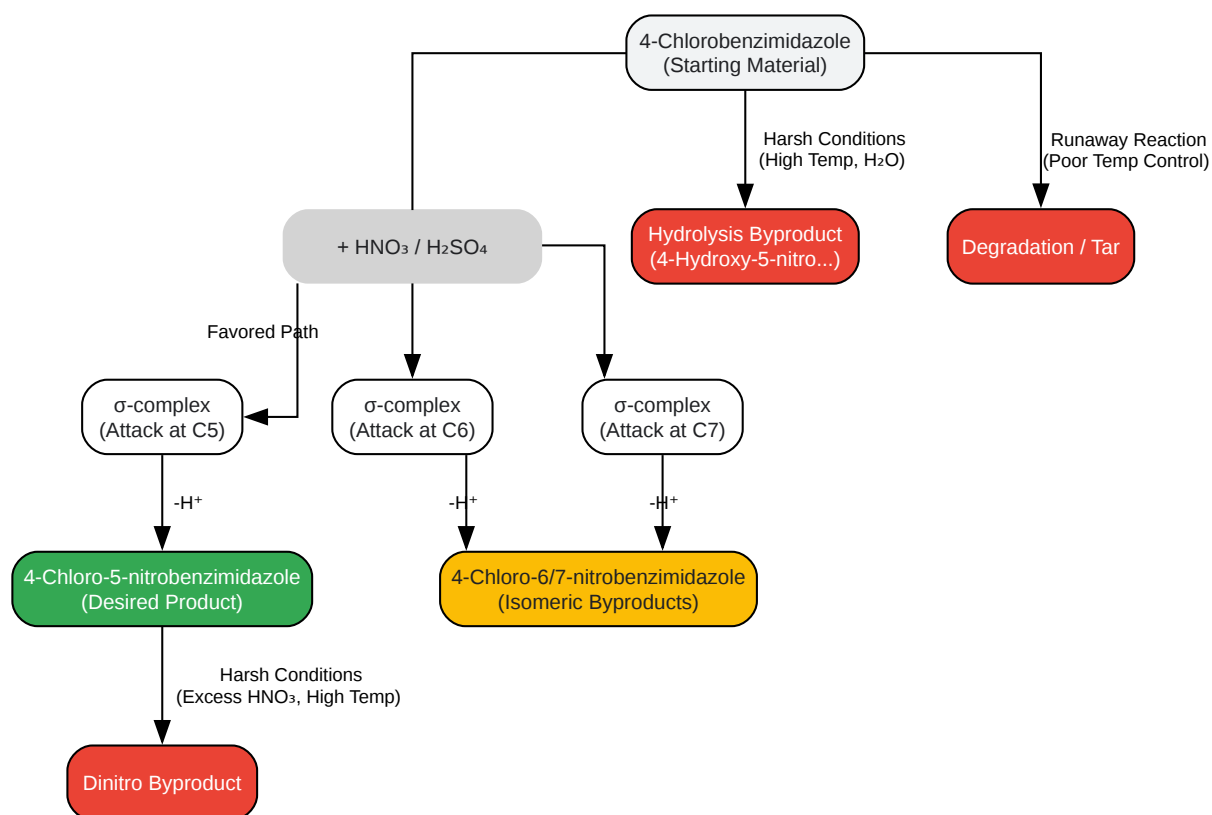 4-Chlorobenzimidazole
(Starting Material)
Harsh Conditions
(High Temp, H₂O)
Runaway Reaction
(Poor Temp Control)
+ HNO₃ / H₂SO₄
Hydrolysis Byproduct
(4-Hydroxy-5-nitro...)
Degradation / Tar
Favored Path
σ-complex
(Attack at C5)
σ-complex
(Attack at C6)
σ-complex
(Attack at C7)
-H⁺
-H⁺
-H⁺
4-Chloro-5-nitrobenzimidazole
(Desired Product)
4-Chloro-6/7-nitrobenzimidazole
(Isomeric Byproducts)
Harsh Conditions
(Excess HNO₃, High Temp)
Dinitro Byproduct